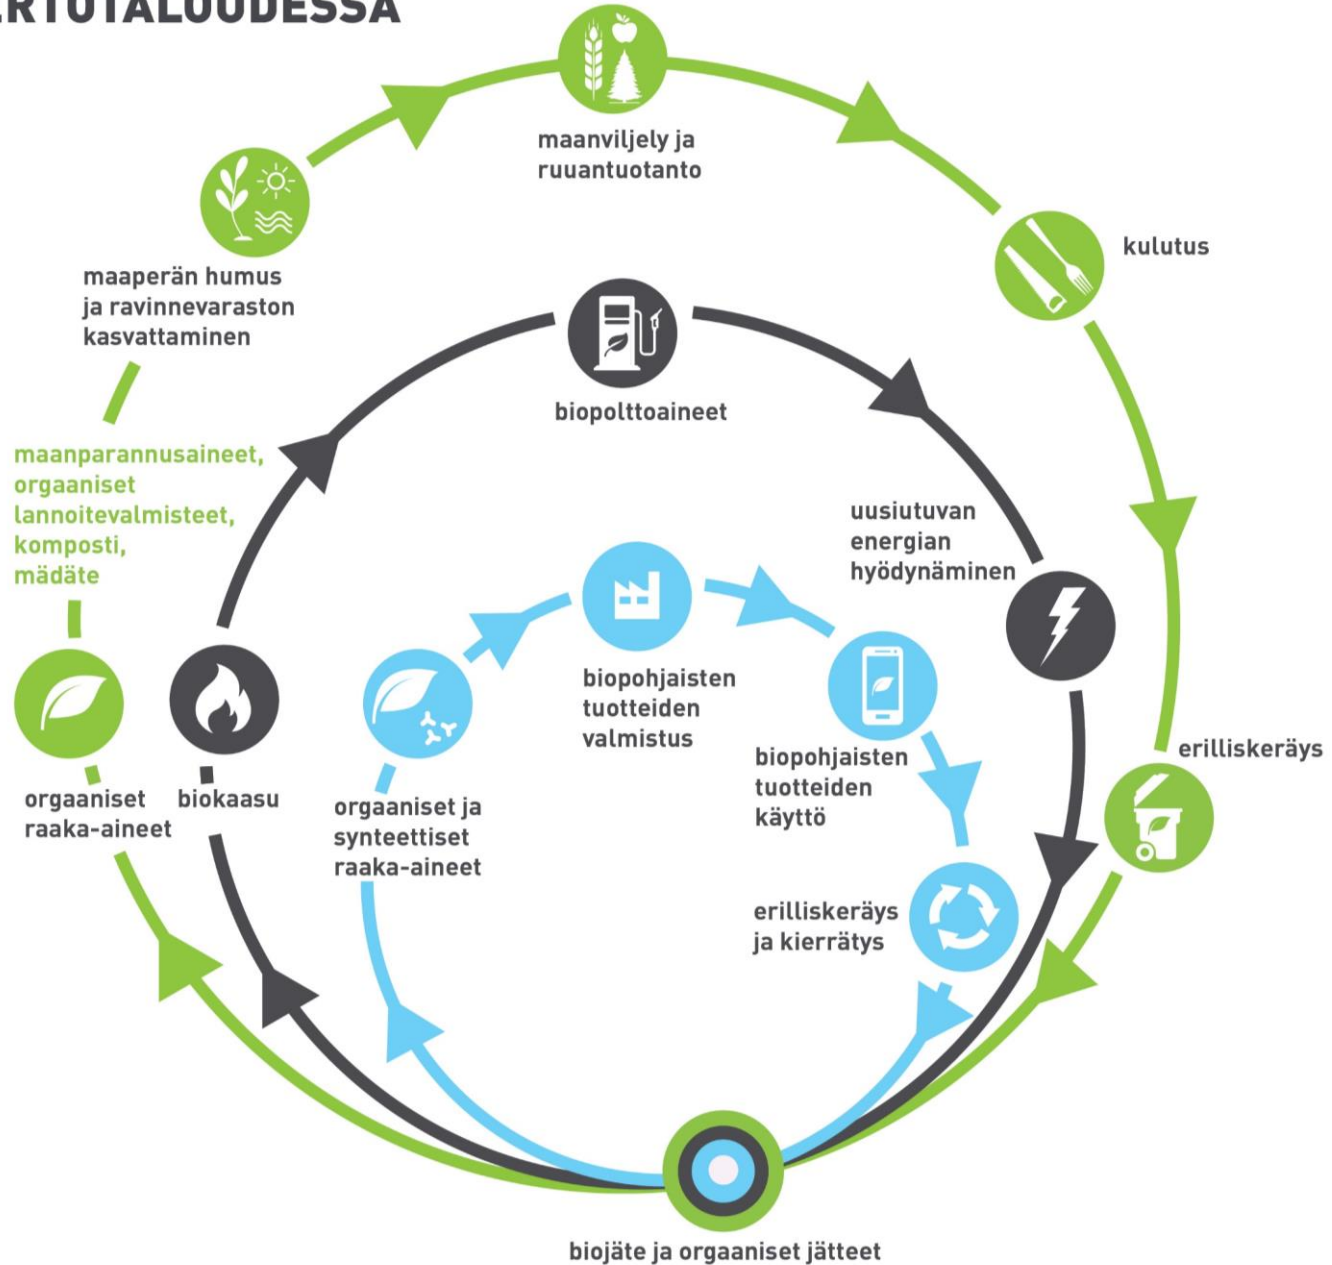 ERTOTALOUDESSA
maanviljely ja
ruuantuotanto
kulutus
maaperän humus
ja ravinnevaraston
kasvattaminen
biopolttoaineet
maanparannusaineet,
orgaaniset
lannoitevalmisteet,
komposti,
mädäte
uusiutuvan
energian
hyödynäminen
biopohjaisten
tuotteiden
valmistus
biopohjaisten
tuotteiden
käyttö
erilliskeräys
orgaaniset
raaka-aineet
biokaasu
orgaaniset ja
synteettiset
raaka-aineet
erilliskeräys
ja kierrätys
biojäte ja orgaaniset jätteet